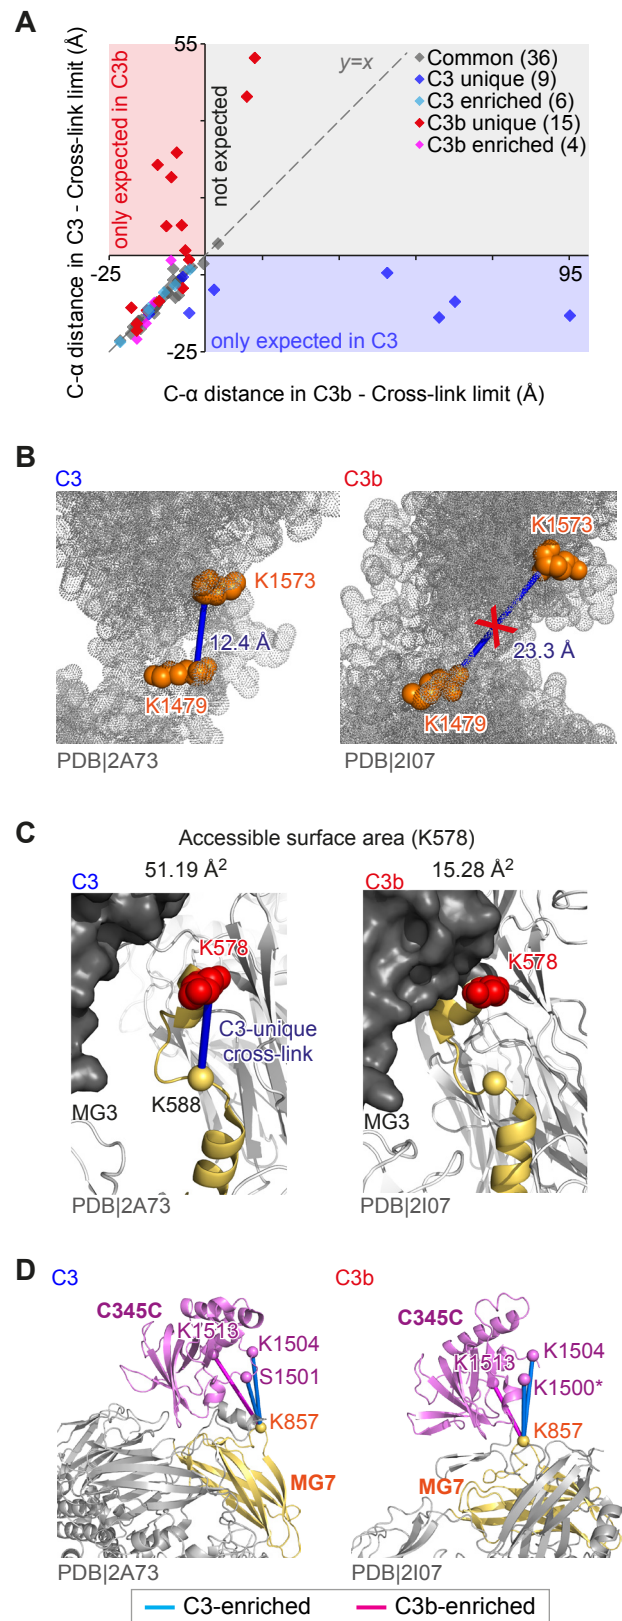 A
C-α distance in C3 - Cross-link limit (Å)
55
only expected in C3b
not expected
y=x
Common (36)
C3 unique (9)
C3 enriched (6)
C3b unique (15)
C3b enriched (4)
-25
95
only expected in C3
-25
C-α distance in C3b - Cross-link limit (Å)
B
C3
K1573
12.4 Å
K1479
PDB|2A73
C3b
K1573
23.3 Å
K1479
PDB|2I07
C
Accessible surface area (K578)
51.19 Å²
15.28 Å²
C3
K578
C3-unique
cross-link
K588
MG3
PDB|2A73
C3b
K578
MG3
PDB|2I07
D
C3
C345C
K1513
K1504
S1501
K857
MG7
PDB|2A73
C3b
C345C
K1513
K1504
K1500*
K857
MG7
PDB|2I07
C3-enriched
C3b-enriched